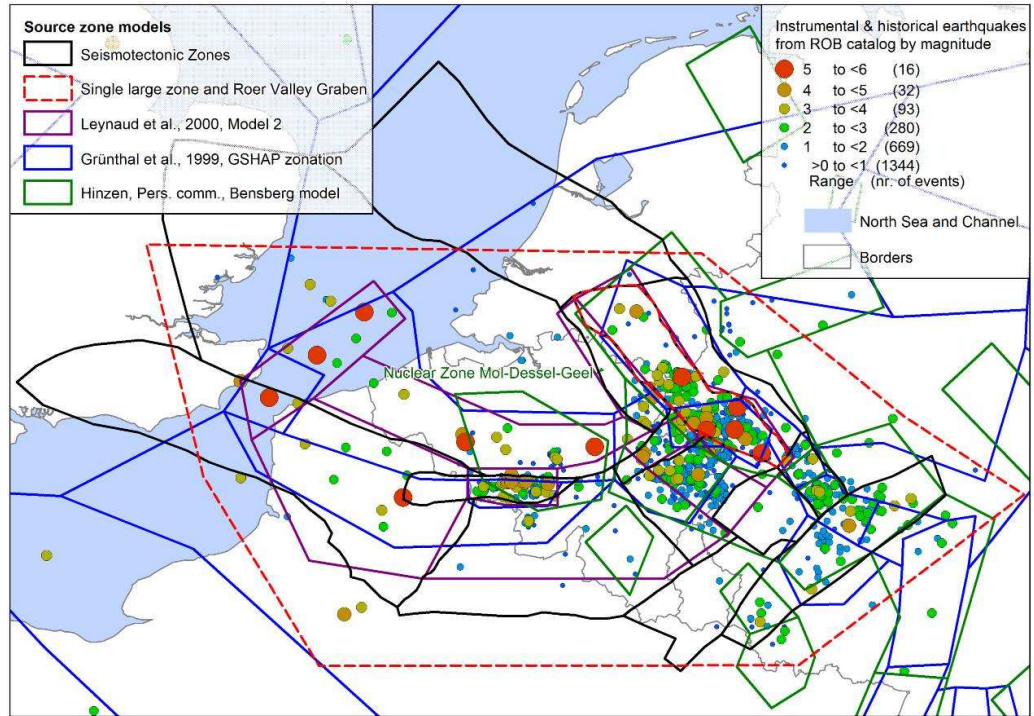 Source zone models
Seismotectonic Zones
Single large zone and Roer Valley Graben
Leynaud et al., 2000, Model 2
Grünthal et al., 1999, GSHAP zonation
Hinzen, Pers. comm., Bensberg model
Instrumental & historical earthquakes
from ROB catalog by magnitude
5 to <6 (16)
4 to <5 (32)
3 to <4 (93)
2 to <3 (280)
1 to <2 (669)
>0 to <1 (1344)
Range (nr. of events)
North Sea and Channel
Borders
Nuclear Zone Mol-Dessel-Geel